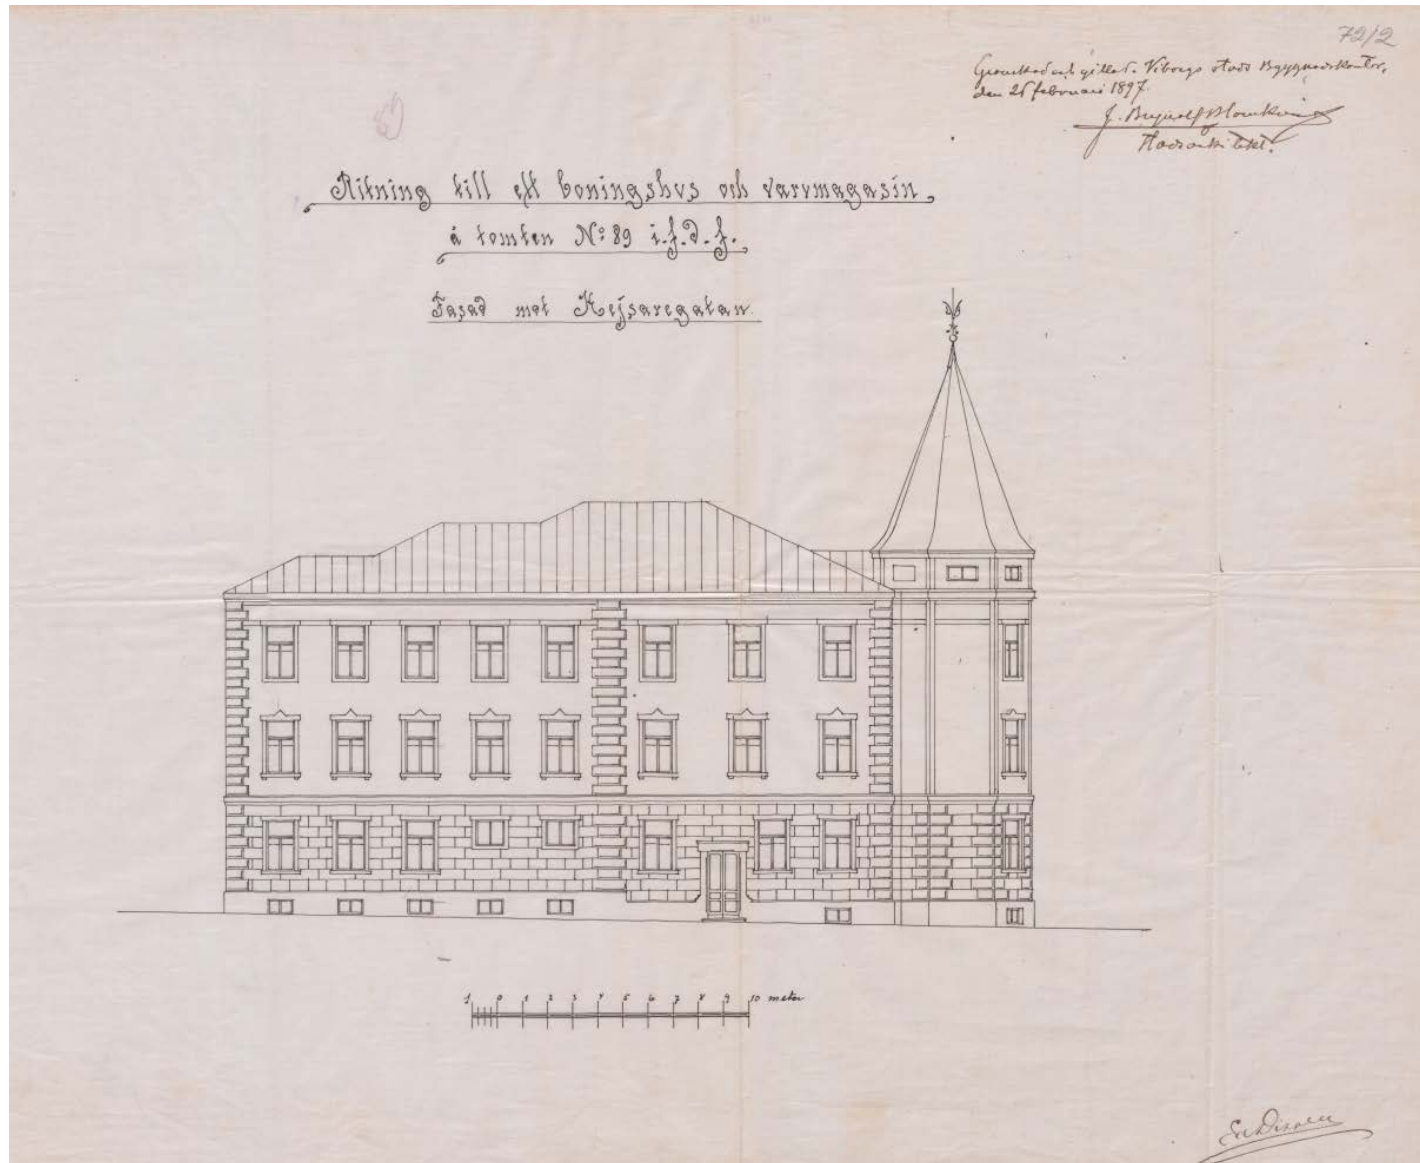 72/2
Granskad och gillad. Viborgs stads Byggnadskontor,
den 25 februari 1897.
J. Brynolf Blomkvist
Stadsarkitekt.
Ritning till ett boningshus och varumagasin
å tomten No: 89 i. f. d. f.
Fasad mot Kejsaregatan.
1 0 1 2 3 4 5 6 7 8 9 10 meter